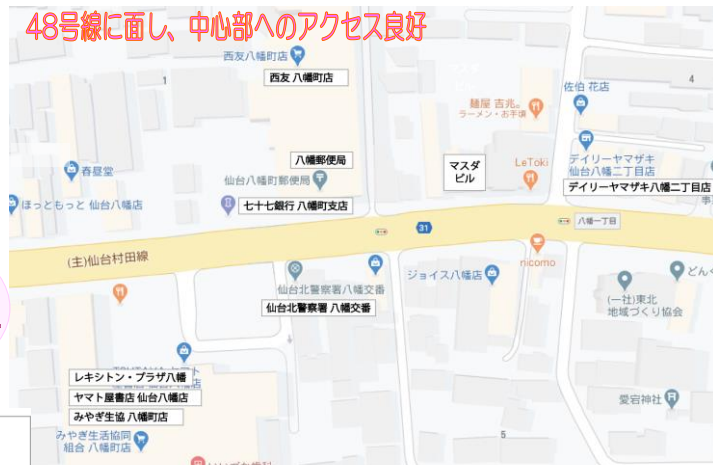 48号線に面し、中心部へのアクセス良好
西友八幡町店
西友 八幡町店
1
4
佐伯 花店
麺屋 吉兆。
ラーメン・お手頃
八幡郵便局
仙台八幡町郵便局
マスダ
ビル
LeToki
デイリーヤマザキ
仙台八幡二丁目店
デイリーヤマザキ八幡二丁目店
春昼堂
ほっともっと 仙台八幡店
七十七銀行 八幡町支店
31
八幡一丁目
(主)仙台村田線
nicomo
仙台北警察署八幡交番
仙台北警察署 八幡交番
ジョイス八幡店
(一社)東北
地域づくり協会
どんぐ
レキシントン・プラザ八幡
ヤマト屋書店 仙台八幡店
みやぎ生協 八幡町店
みやぎ生活協同
組合 八幡町店
愛宕神社
5